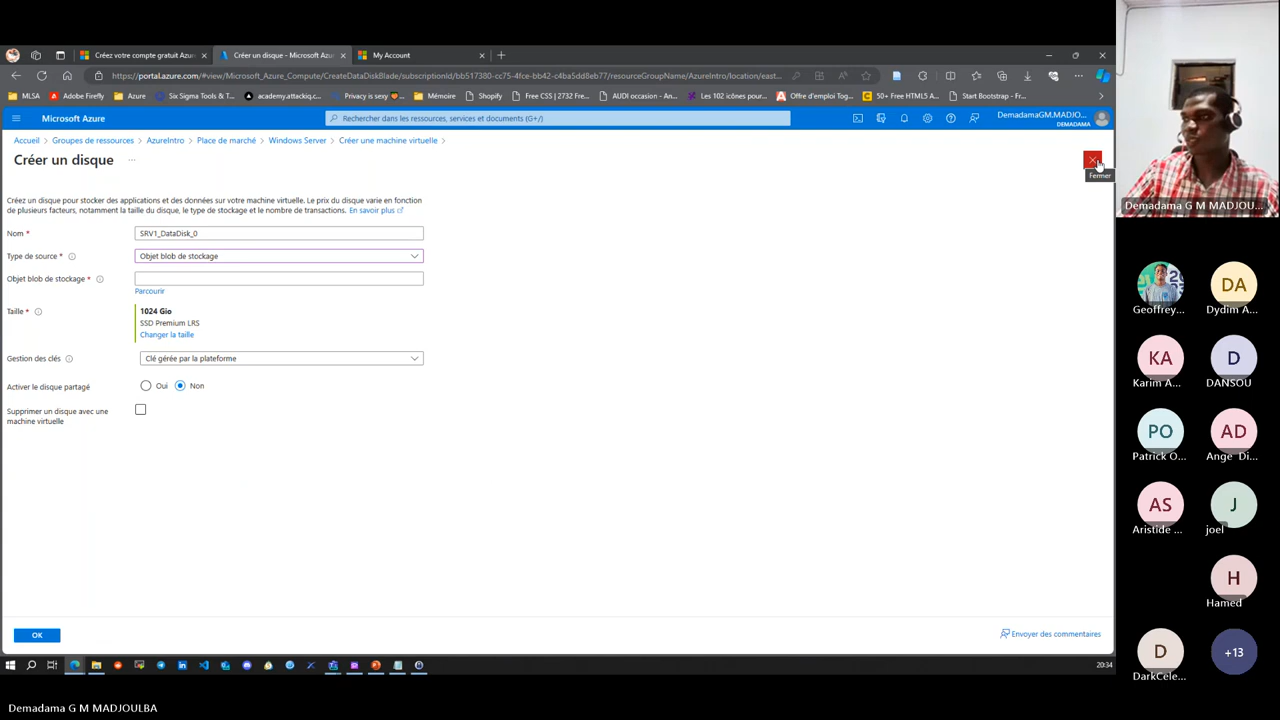 Créez votre compte gratuit Azur
Créer un disque - Microsoft Azur
My Account
https://portal.azure.com/#view/Microsoft_Azure_Compute/CreateDataDiskBlade/subscriptionId/bb517380-cc75-4fce-bb42-c4ba5dd8eb77/resourceGroupName/AzureIntro/location/east...
MLSA
Adobe Firefly
Azure
Six Sigma Tools & T...
academy.attackiq.c...
Privacy is sexy
Mémoire
Shopify
Free CSS | 2732 Free...
AUDI occasion - An...
Les 102 icônes pour...
Offre d'emploi Tog...
50+ Free HTML5 A...
Start Bootstrap - Fr...
Microsoft Azure
Rechercher dans les ressources, services et documents (G+/)
DemadamaGM.MADJO...
DEMADAMA
Accueil > Groupes de ressources > AzureIntro > Place de marché > Windows Server > Créer une machine virtuelle >
Créer un disque ...
Fermer
Créez un disque pour stocker des applications et des données sur votre machine virtuelle. Le prix du disque varie en fonction
de plusieurs facteurs, notamment la taille du disque, le type de stockage et le nombre de transactions. En savoir plus
Nom * SRV1_DataDisk_0
Type de source * Objet blob de stockage
Objet blob de stockage *
Parcourir
Taille * 1024 Gio
SSD Premium LRS
Changer la taille
Gestion des clés Clé gérée par la plateforme
Activer le disque partagé Oui Non
Supprimer un disque avec une
machine virtuelle
OK
Envoyer des commentaires
20:34
Demadama G M MADJOU...
Geoffrey...
DA
Dydim A...
KA
Karim A...
D
DANSOU
PO
Patrick O...
AD
Ange Di...
AS
Aristide ...
J
joel
H
Hamed
D
DarkCele...
+13
Demadama G M MADJOULBA